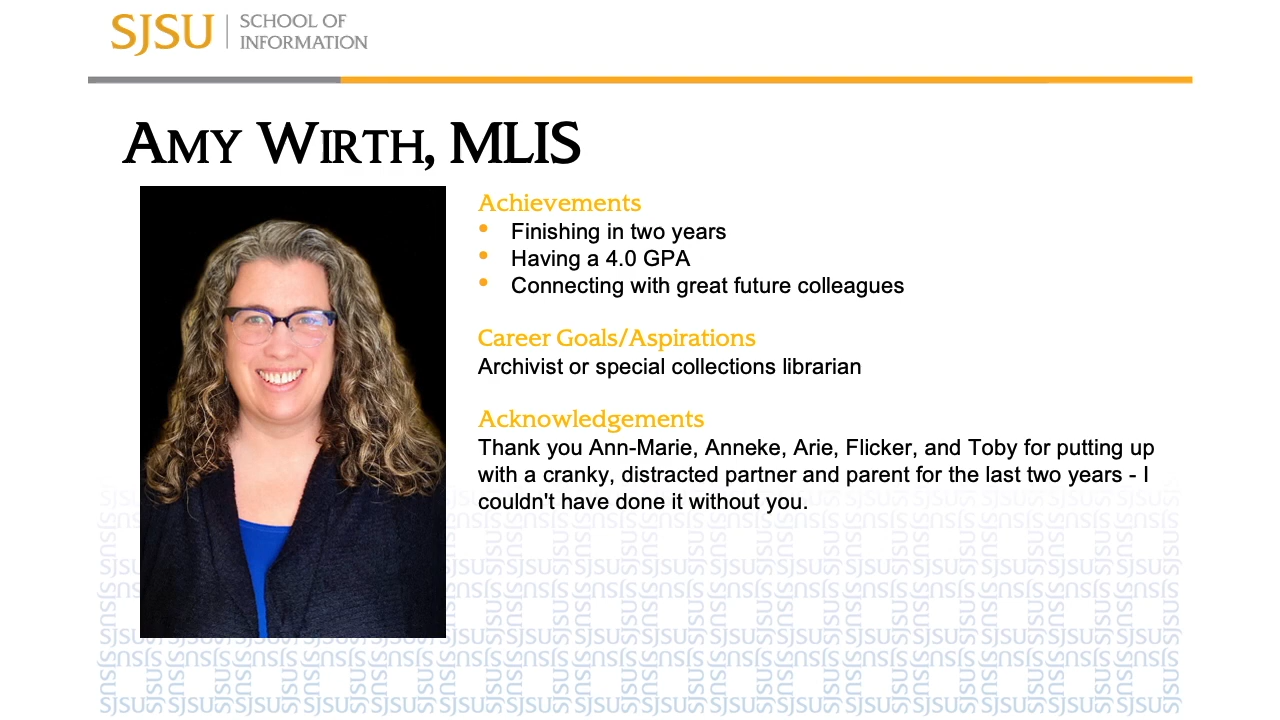 SJSU SCHOOL OF
INFORMATION
AMY WIRTH, MLIS
Achievements
• Finishing in two years
• Having a 4.0 GPA
• Connecting with great future colleagues
Career Goals/Aspirations
Archivist or special collections librarian
Acknowledgements
Thank you Ann-Marie, Anneke, Arie, Flicker, and Toby for putting up
with a cranky, distracted partner and parent for the last two years - I
couldn't have done it without you.